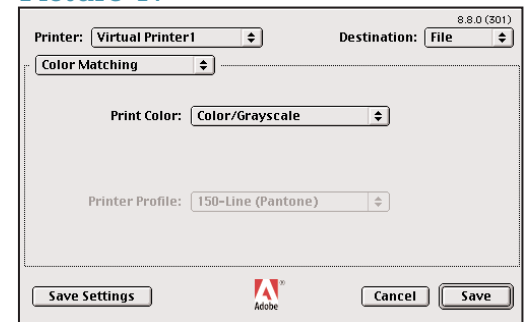 8.8.0 (301)
Printer: Virtual Printer1 Destination: File
Color Matching
Print Color: Color/Grayscale
Printer Profile: 150-Line (Pantone)
Save Settings Adobe® Cancel Save